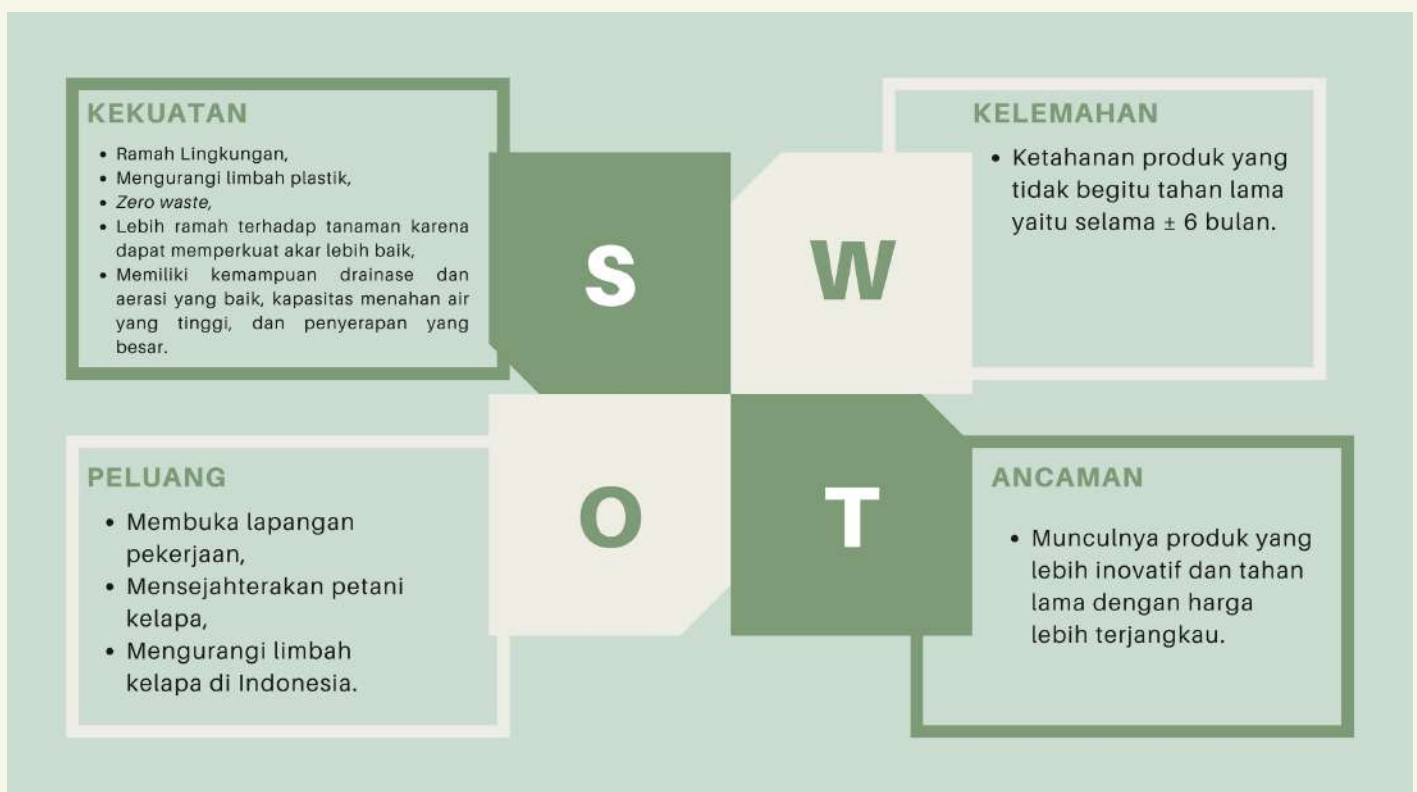 KEKUATAN
• Ramah Lingkungan,
• Mengurangi limbah plastik,
• Zero waste,
• Lebih ramah terhadap tanaman karena
dapat memperkuat akar lebih baik,
• Memiliki kemampuan drainase dan
aerasi yang baik, kapasitas menahan air
yang tinggi, dan penyerapan yang
besar.
S
W
KELEMAHAN
• Ketahanan produk yang
tidak begitu tahan lama
yaitu selama ± 6 bulan.
PELUANG
• Membuka lapangan
pekerjaan,
• Mensejahterakan petani
kelapa,
• Mengurangi limbah
kelapa di Indonesia.
O
T
ANCAMAN
• Munculnya produk yang
lebih inovatif dan tahan
lama dengan harga
lebih terjangkau.